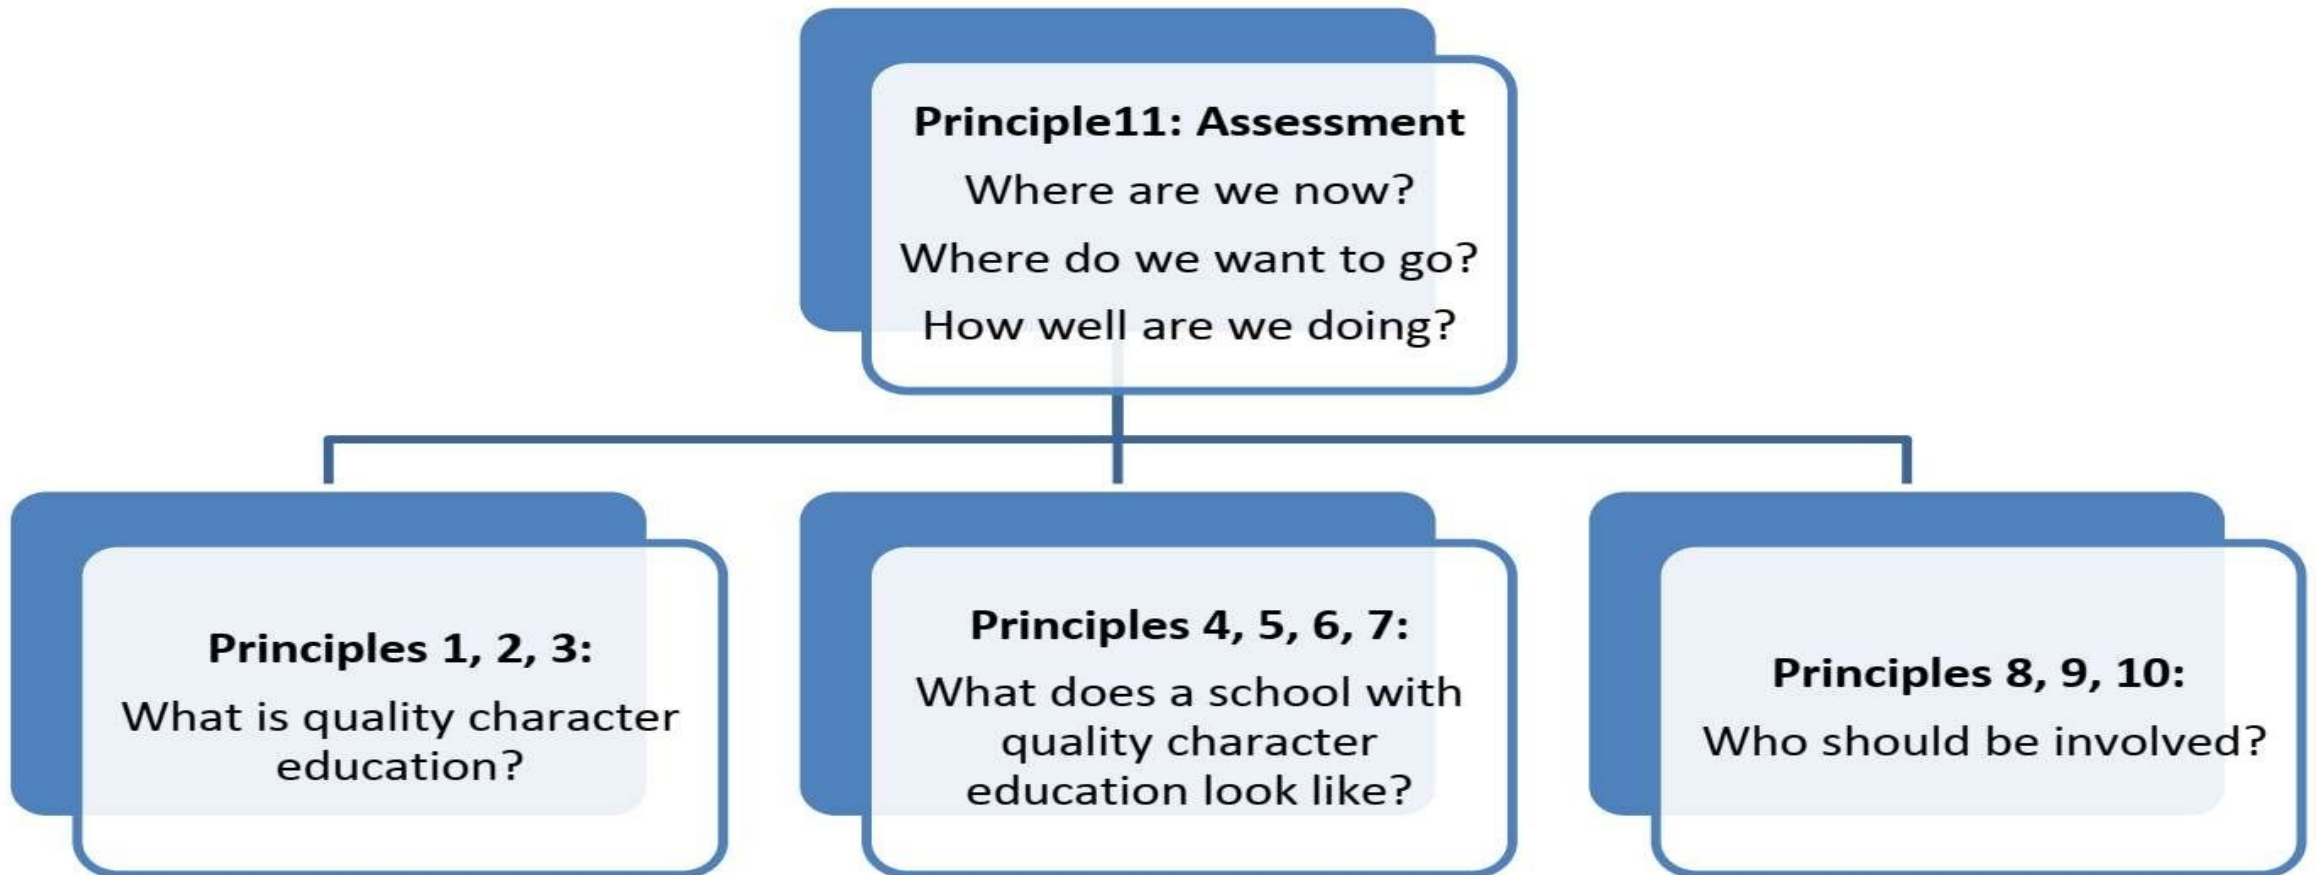 Principle11: Assessment
Where are we now?
Where do we want to go?
How well are we doing?
Principles 1, 2, 3:
What is quality character
education?
Principles 4, 5, 6, 7:
What does a school with
quality character
education look like?
Principles 8, 9, 10:
Who should be involved?